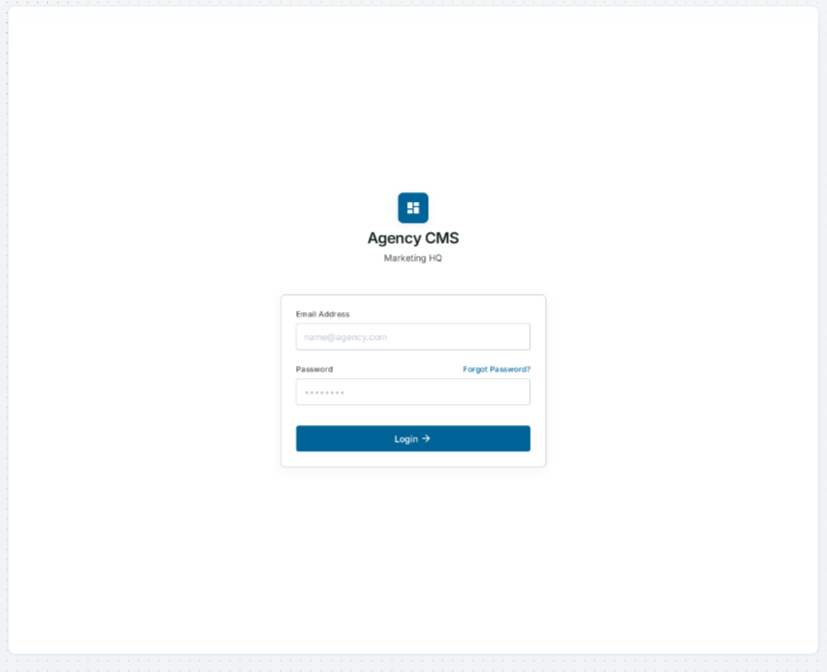 Agency CMS
Marketing HQ
Email Address
name@agency.com
Password Forgot Password?
••••••••
Login →